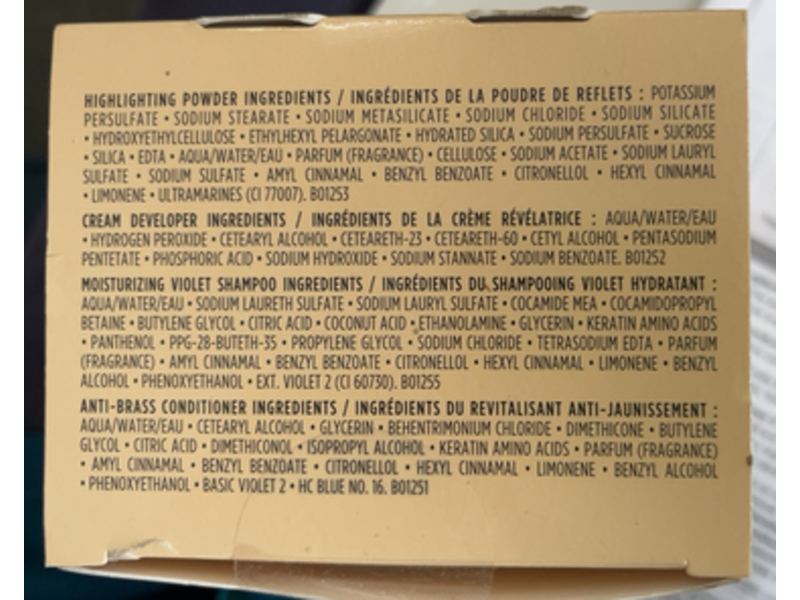 HIGHLIGHTING POWDER INGREDIENTS / INGRÉDIENTS DE LA POUDRE DE REFLETS : POTASSIUM
PERSULFATE • SODIUM STEARATE • SODIUM METASILICATE • SODIUM CHLORIDE • SODIUM SILICATE
• HYDROXYETHYLCELLULOSE • ETHYLHEXYL PELARGONATE • HYDRATED SILICA • SODIUM PERSULFATE • SUCROSE
• SILICA • EDTA • AQUA/WATER/EAU • PARFUM (FRAGRANCE) • CELLULOSE • SODIUM ACETATE • SODIUM LAURYL
SULFATE • SODIUM SULFATE • AMYL CINNAMAL • BENZYL BENZOATE • CITRONELLOL • HEXYL CINNAMAL
• LIMONENE • ULTRAMARINES (CI 77007). B01253
CREAM DEVELOPER INGREDIENTS / INGRÉDIENTS DE LA CRÈME RÉVÉLATRICE : AQUA/WATER/EAU
• HYDROGEN PEROXIDE • CETEARYL ALCOHOL • CETEARETH-23 • CETEARETH-60 • CETYL ALCOHOL • PENTASODIUM
PENTETATE • PHOSPHORIC ACID • SODIUM HYDROXIDE • SODIUM STANNATE • SODIUM BENZOATE. B01252
MOISTURIZING VIOLET SHAMPOO INGREDIENTS / INGRÉDIENTS DU SHAMPOOING VIOLET HYDRATANT :
AQUA/WATER/EAU • SODIUM LAURETH SULFATE • SODIUM LAURYL SULFATE • COCAMIDE MEA • COCAMIDOPROPYL
BETAINE • BUTYLENE GLYCOL • CITRIC ACID • COCONUT ACID • ETHANOLAMINE • GLYCERIN • KERATIN AMINO ACIDS
• PANTHENOL • PPG-28-BUTETH-35 • PROPYLENE GLYCOL • SODIUM CHLORIDE • TETRASODIUM EDTA • PARFUM
(FRAGRANCE) • AMYL CINNAMAL • BENZYL BENZOATE • CITRONELLOL • HEXYL CINNAMAL • LIMONENE • BENZYL
ALCOHOL • PHENOXYETHANOL • EXT. VIOLET 2 (CI 60730). B01255
ANTI-BRASS CONDITIONER INGREDIENTS / INGRÉDIENTS DU REVITALISANT ANTI-JAUNISSEMENT :
AQUA/WATER/EAU • CETEARYL ALCOHOL • GLYCERIN • BEHENTRIMONIUM CHLORIDE • DIMETHICONE • BUTYLENE
GLYCOL • CITRIC ACID • DIMETHICONOL • ISOPROPYL ALCOHOL • KERATIN AMINO ACIDS • PARFUM (FRAGRANCE)
• AMYL CINNAMAL • BENZYL BENZOATE • CITRONELLOL • HEXYL CINNAMAL • LIMONENE • BENZYL ALCOHOL
• PHENOXYETHANOL • BASIC VIOLET 2 • HC BLUE NO. 16. B01251